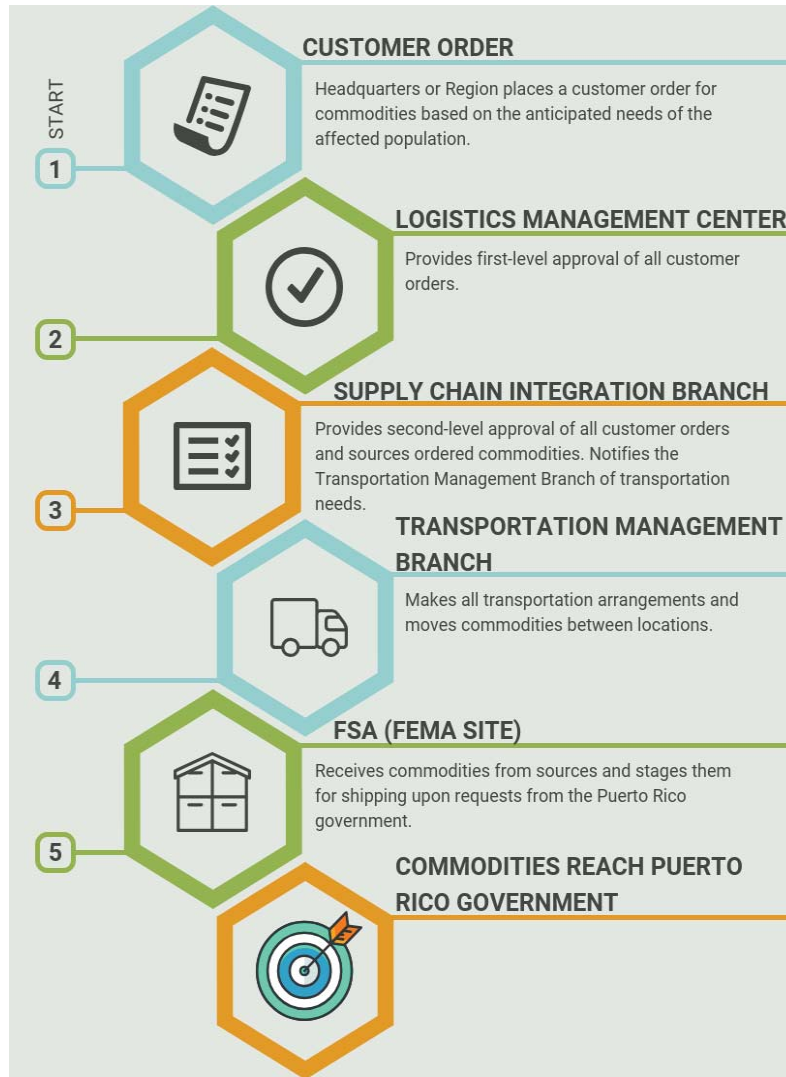 START
1
CUSTOMER ORDER
Headquarters or Region places a customer order for
commodities based on the anticipated needs of the
affected population.
2
LOGISTICS MANAGEMENT CENTER
Provides first-level approval of all customer
orders.
3
SUPPLY CHAIN INTEGRATION BRANCH
Provides second-level approval of all customer orders
and sources ordered commodities. Notifies the
Transportation Management Branch of transportation
needs.
4
TRANSPORTATION MANAGEMENT
BRANCH
Makes all transportation arrangements and
moves commodities between locations.
5
FSA (FEMA SITE)
Receives commodities from sources and stages them
for shipping upon requests from the Puerto Rico
government.
COMMODITIES REACH PUERTO
RICO GOVERNMENT